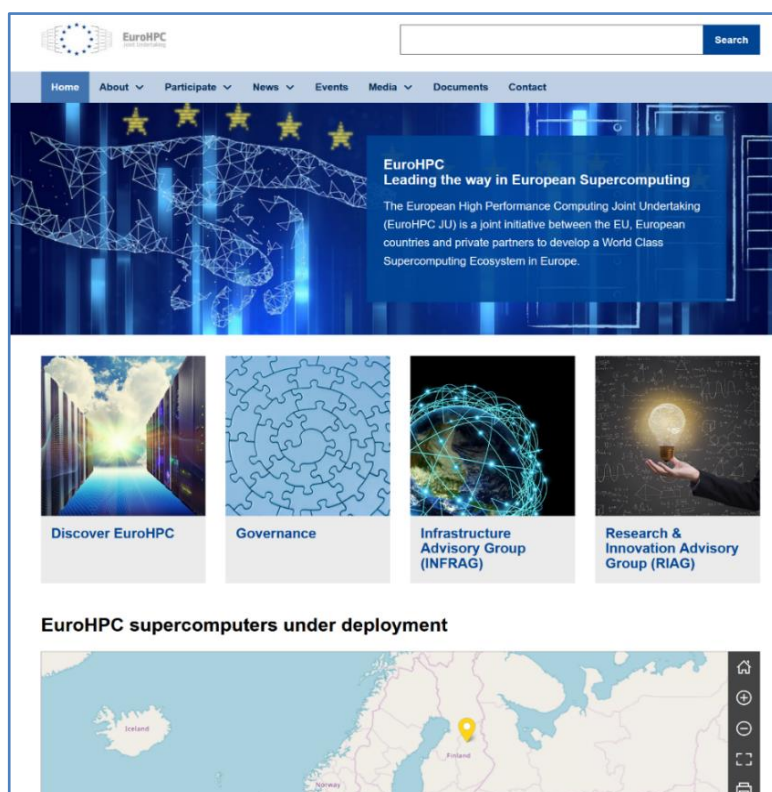 EuroHPC
Joint Undertaking
Search
Home About Participate News Events Media Documents Contact
EuroHPC
Leading the way in European Supercomputing
The European High Performance Computing Joint Undertaking
(EuroHPC JU) is a joint initiative between the EU, European
countries and private partners to develop a World Class
Supercomputing Ecosystem in Europe.
Discover EuroHPC
Governance
Infrastructure
Advisory Group
(INFRAG)
Research &
Innovation Advisory
Group (RIAG)
EuroHPC supercomputers under deployment
Iceland
Finland
Norway